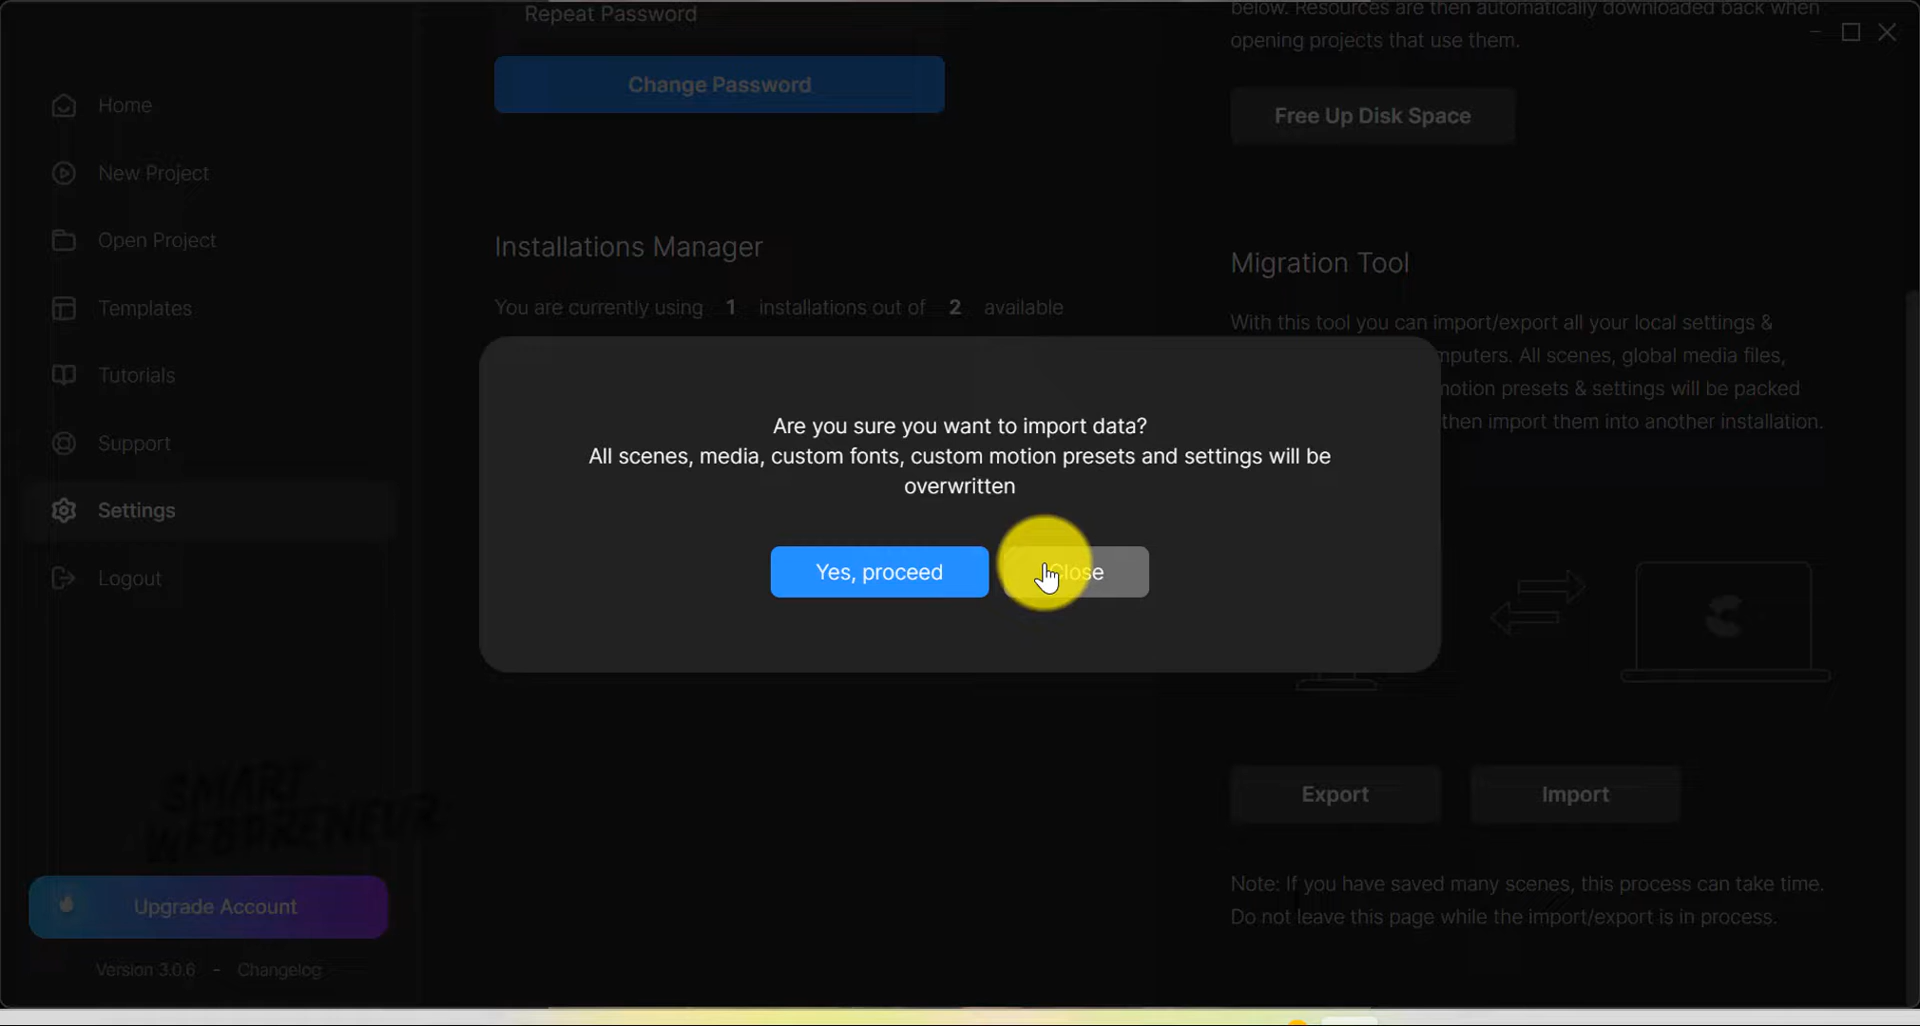 Repeat Password
Change Password
below. Resources are then automatically downloaded back when
opening projects that use them.
Free Up Disk Space
Home
New Project
Open Project
Templates
Tutorials
Support
Settings
Logout
Installations Manager
You are currently using 1 installations out of 2 available
Migration Tool
With this tool you can import/export all your local settings &
All scenes, global media files,
presets & settings will be packed
then import them into another installation.
Are you sure you want to import data?
All scenes, media, custom fonts, custom motion presets and settings will be
overwritten
Yes, proceed
Close
Export
Import
Note: If you have saved many scenes, this process can take time.
Do not leave this page while the import/export is in process.
SMART
WEBPRENEUR
Upgrade Account
Version 3.0.6 - Changelog